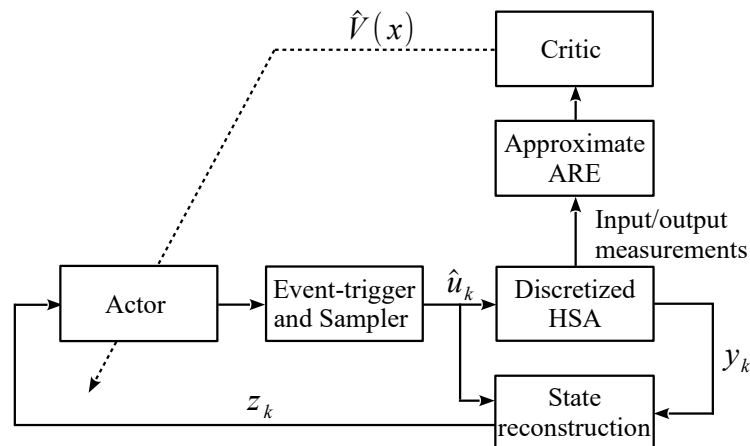 V̂(x)
Critic
Approximate
ARE
Input/output
measurements
Actor
Event-trigger
and Sampler
û_k
Discretized
HSA
y_k
z_k
State
reconstruction